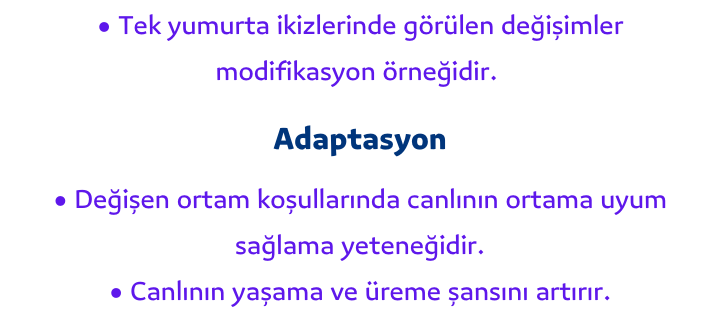 • Tek yumurta ikizlerinde görülen değişimler
modifikasyon örneğidir.
Adaptasyon
• Değişen ortam koşullarında canlının ortama uyum
sağlama yeteneğidir.
• Canlının yaşama ve üreme şansını artırır.